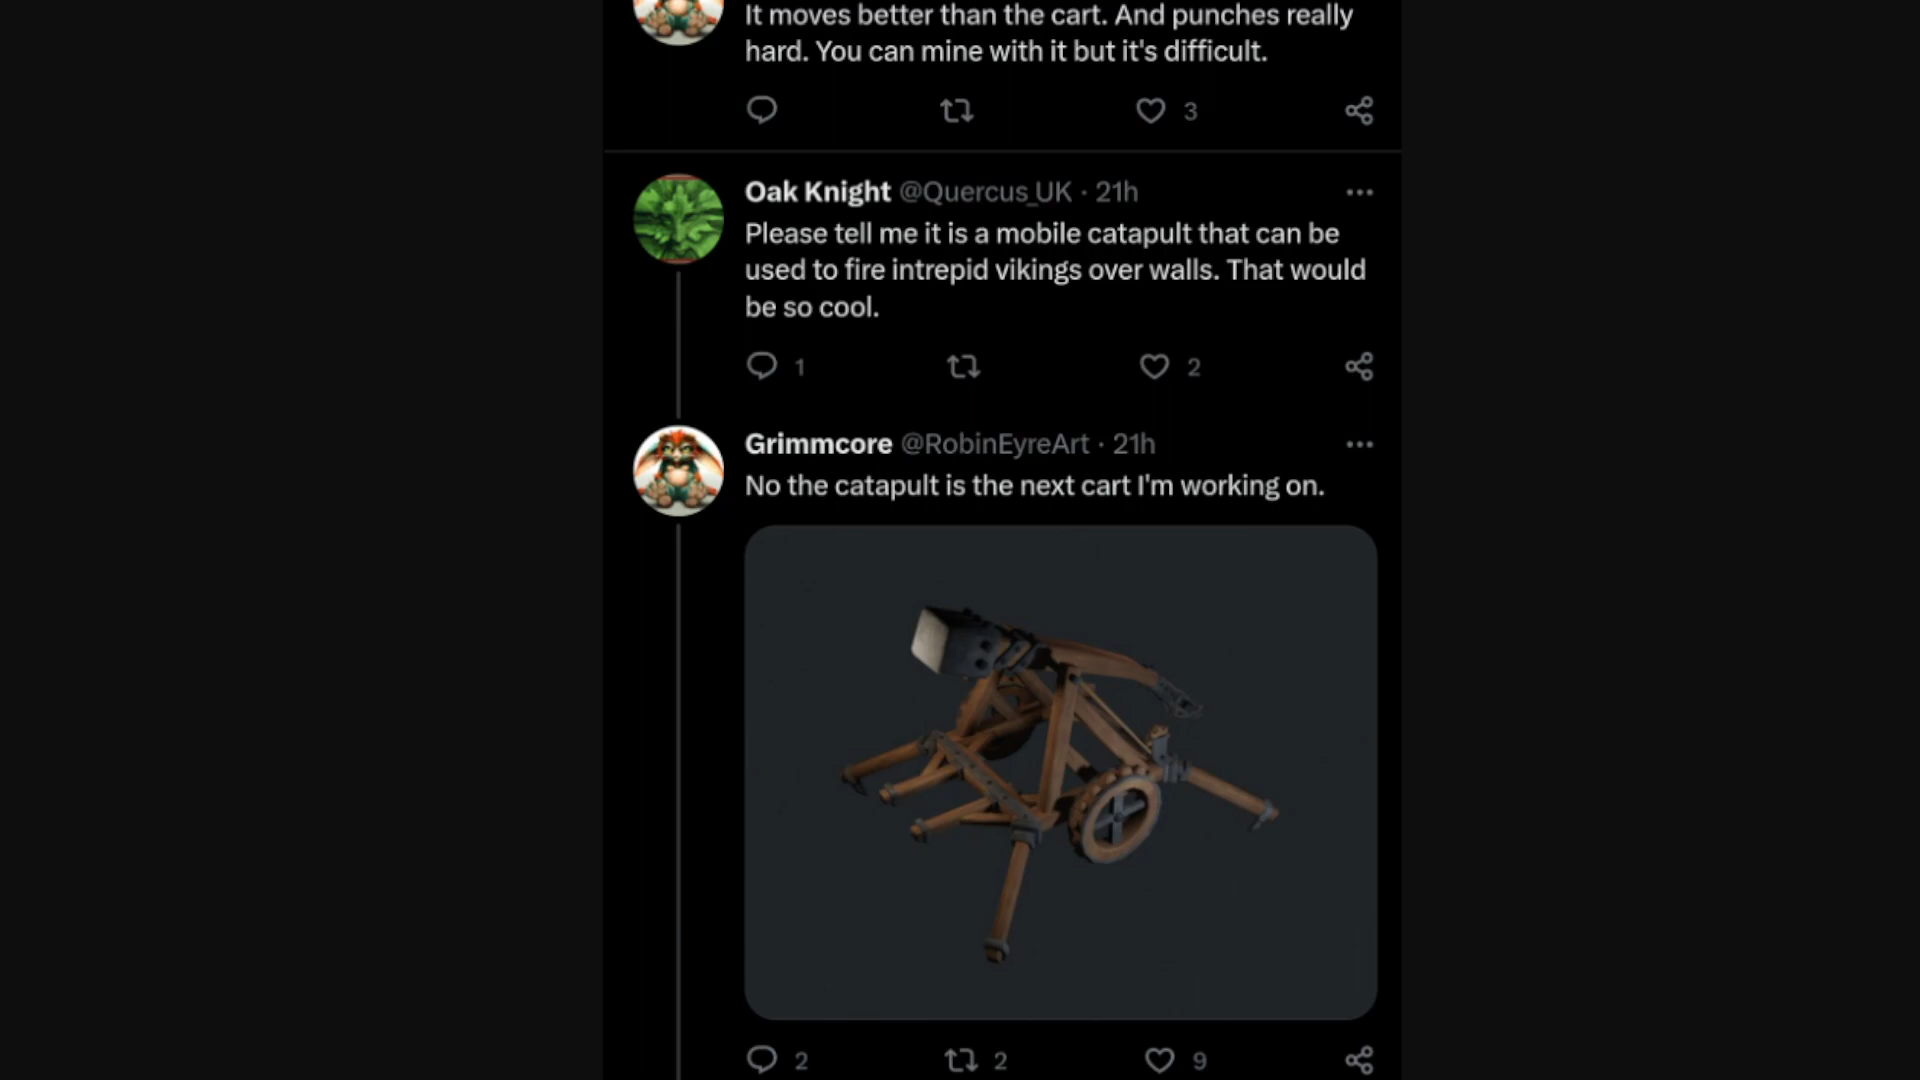 It moves better than the cart. And punches really
hard. You can mine with it but it's difficult.
3
Oak Knight @Quercus_UK · 21h
Please tell me it is a mobile catapult that can be
used to fire intrepid vikings over walls. That would
be so cool.
1 2
Grimmcore @RobinEyreArt · 21h
No the catapult is the next cart I'm working on.
2 2 9